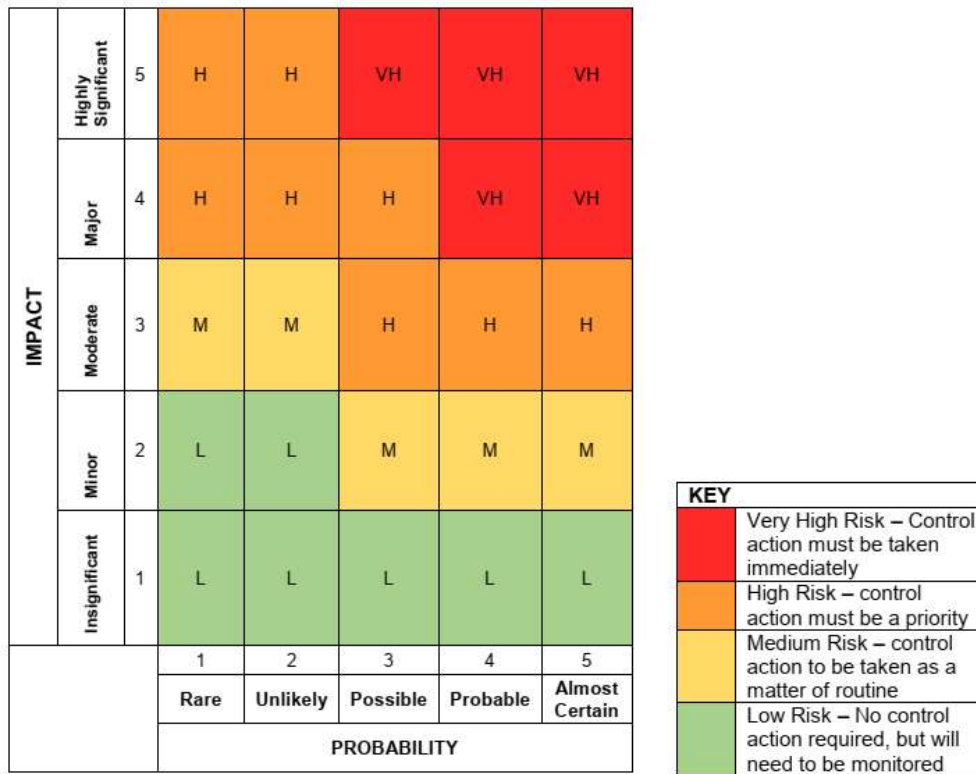 IMPACT
Highly
Significant
5
H
H
VH
VH
VH
Major
4
H
H
H
VH
VH
Moderate
3
M
M
H
H
H
Minor
2
L
L
M
M
M
Insignificant
1
L
L
L
L
L
1
2
3
4
5
Rare
Unlikely
Possible
Probable
Almost
Certain
PROBABILITY
KEY
Very High Risk – Control
action must be taken
immediately
High Risk – control
action must be a priority
Medium Risk – control
action to be taken as a
matter of routine
Low Risk – No control
action required, but will
need to be monitored